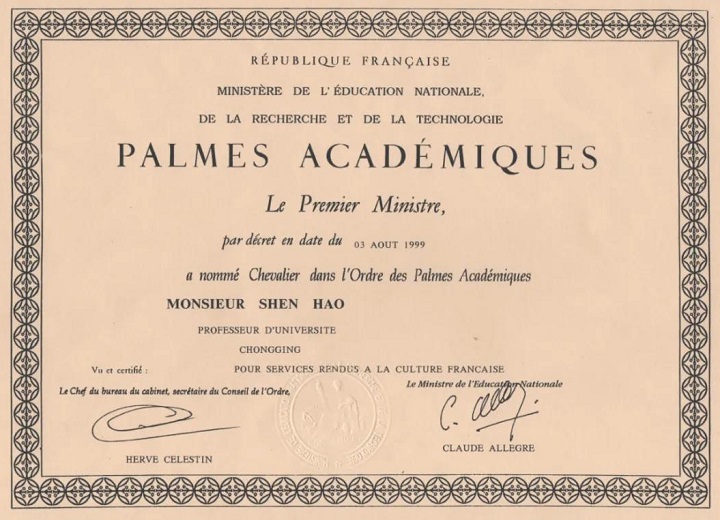 RÉPUBLIQUE FRANÇAISE
MINISTÈRE DE L'ÉDUCATION NATIONALE,
DE LA RECHERCHE ET DE LA TECHNOLOGIE
PALMES ACADÉMIQUES
Le Premier Ministre,
par décret en date du 03 AOUT 1999
a nommé Chevalier dans l'Ordre des Palmes Académiques
MONSIEUR SHEN HAO
PROFESSEUR D'UNIVERSITE
CHONGGING
Vu et certifié : POUR SERVICES RENDUS A LA CULTURE FRANCAISE
Le Chef du bureau du cabinet, secrétaire du Conseil de l'Ordre,
Le Ministre de l'Education Nationale
HERVE CELESTIN
CLAUDE ALLEGRE